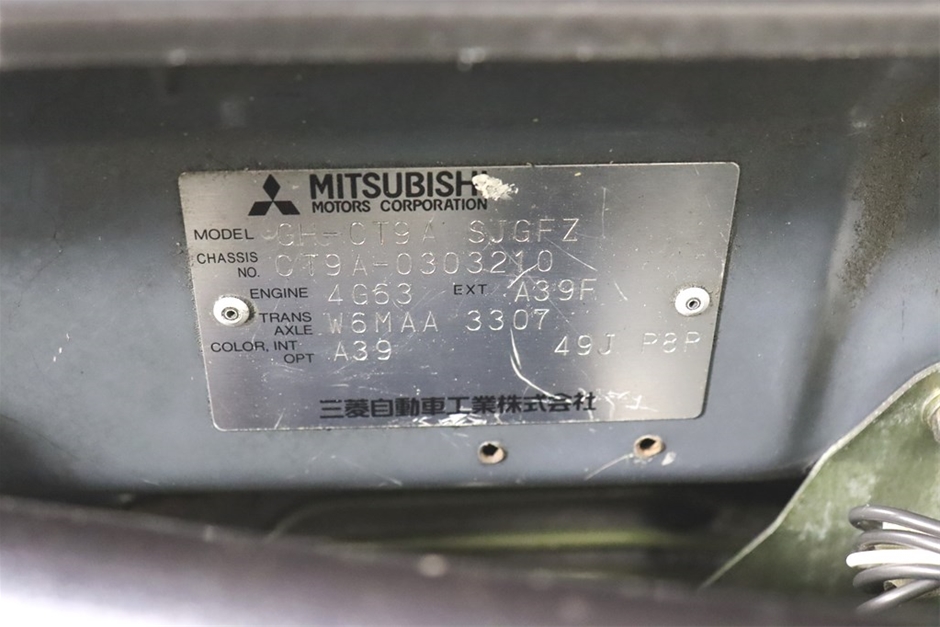 MITSUBISHI
MOTORS CORPORATION
MODEL GH-CT9A SJGFZ
CHASSIS NO. CT9A-0303210
ENGINE 4G63 EXT A39F
TRANS AXLE W6MAA 3307
COLOR, INT OPT A39 49J P8P
三菱自動車工業株式会社